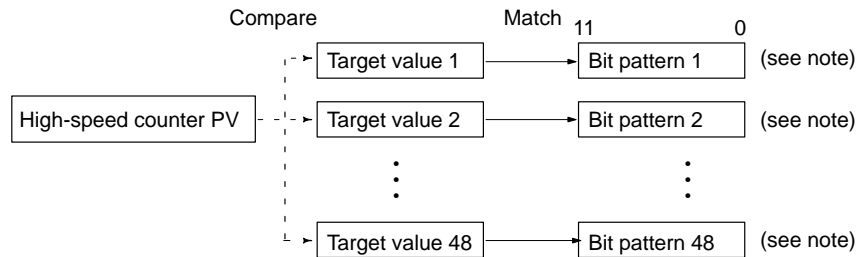 Compare Match 11 0
Target value 1 Bit pattern 1 (see note)
High-speed counter PV Target value 2 Bit pattern 2 (see note)
Target value 48 Bit pattern 48 (see note)